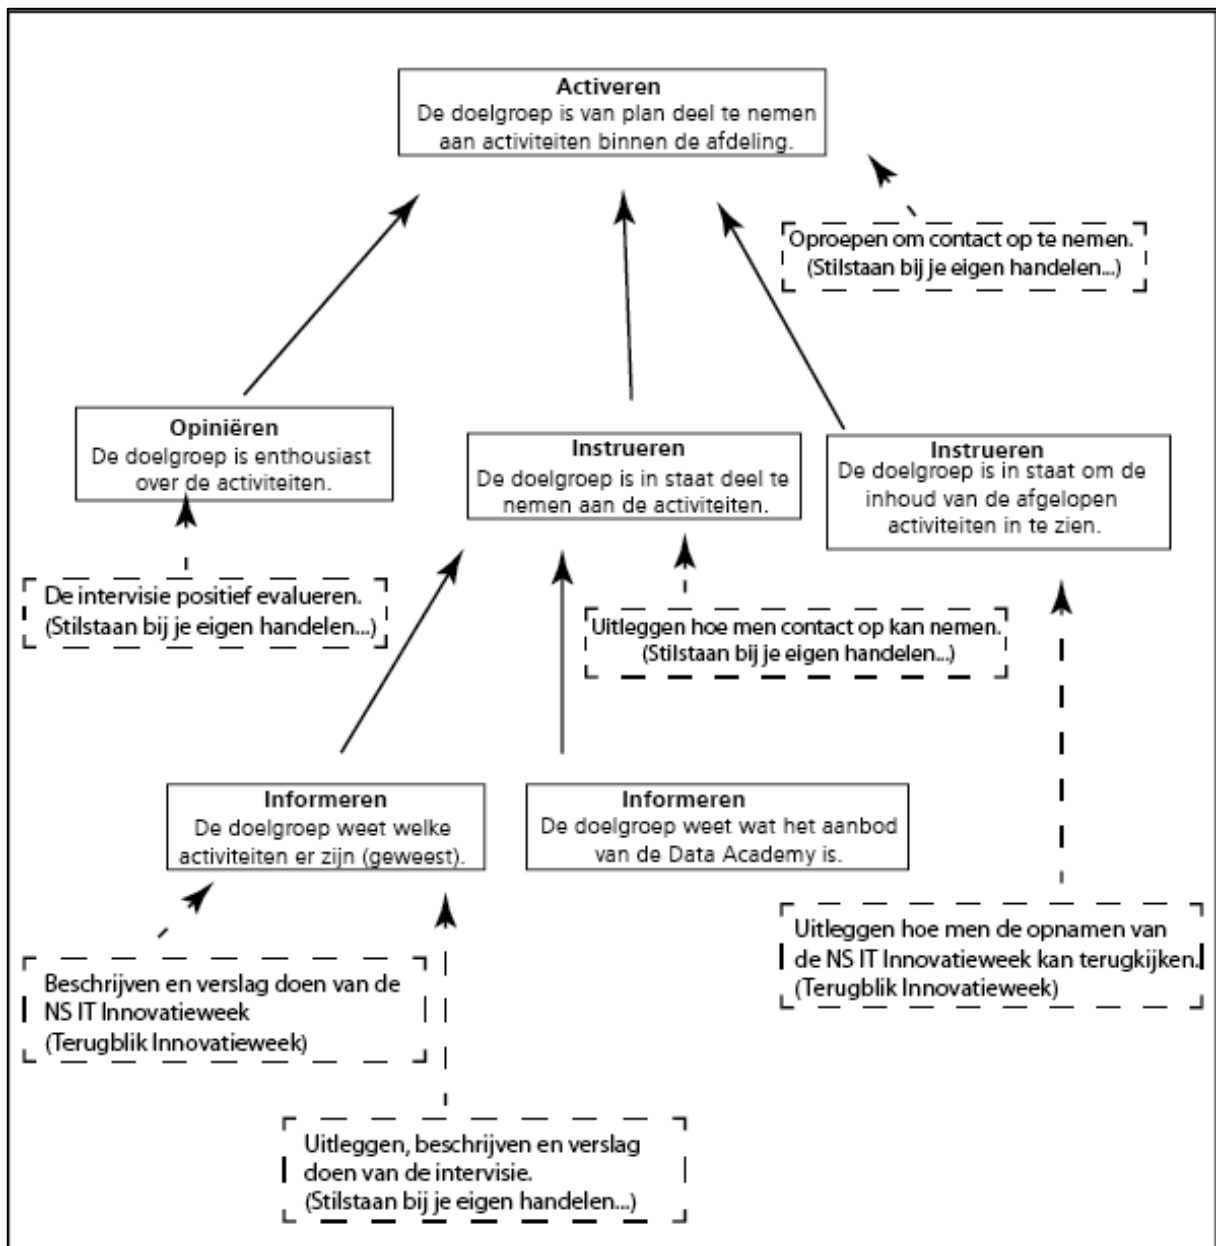 Activeren
De doelgroep is van plan deel te nemen
aan activiteiten binnen de afdeling.
Oproepen om contact op te nemen.
(Stilstaan bij je eigen handelen...)
Opiniëren
De doelgroep is enthousiast
over de activiteiten.
Instrueren
De doelgroep is in staat deel te
nemen aan de activiteiten.
Instrueren
De doelgroep is in staat om de
inhoud van de afgelopen
activiteiten in te zien.
De intervisie positief evalueren.
(Stilstaan bij je eigen handelen...)
Uitleggen hoe men contact op kan nemen.
(Stilstaan bij je eigen handelen...)
Informeren
De doelgroep weet welke
activiteiten er zijn (geweest).
Informeren
De doelgroep weet wat het aanbod
van de Data Academy is.
Uitleggen hoe men de opnamen van
de NS IT Innovatieweek kan terugkijken.
(Terugblik Innovatieweek)
Beschrijven en verslag doen van de
NS IT Innovatieweek
(Terugblik Innovatieweek)
Uitleggen, beschrijven en verslag
doen van de intervisie.
(Stilstaan bij je eigen handelen...)